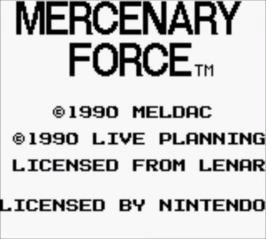 MERCENARY
FORCE™
©1990 MELDAC
©1990 LIVE PLANNING
LICENSED FROM LENAR
LICENSED BY NINTENDO